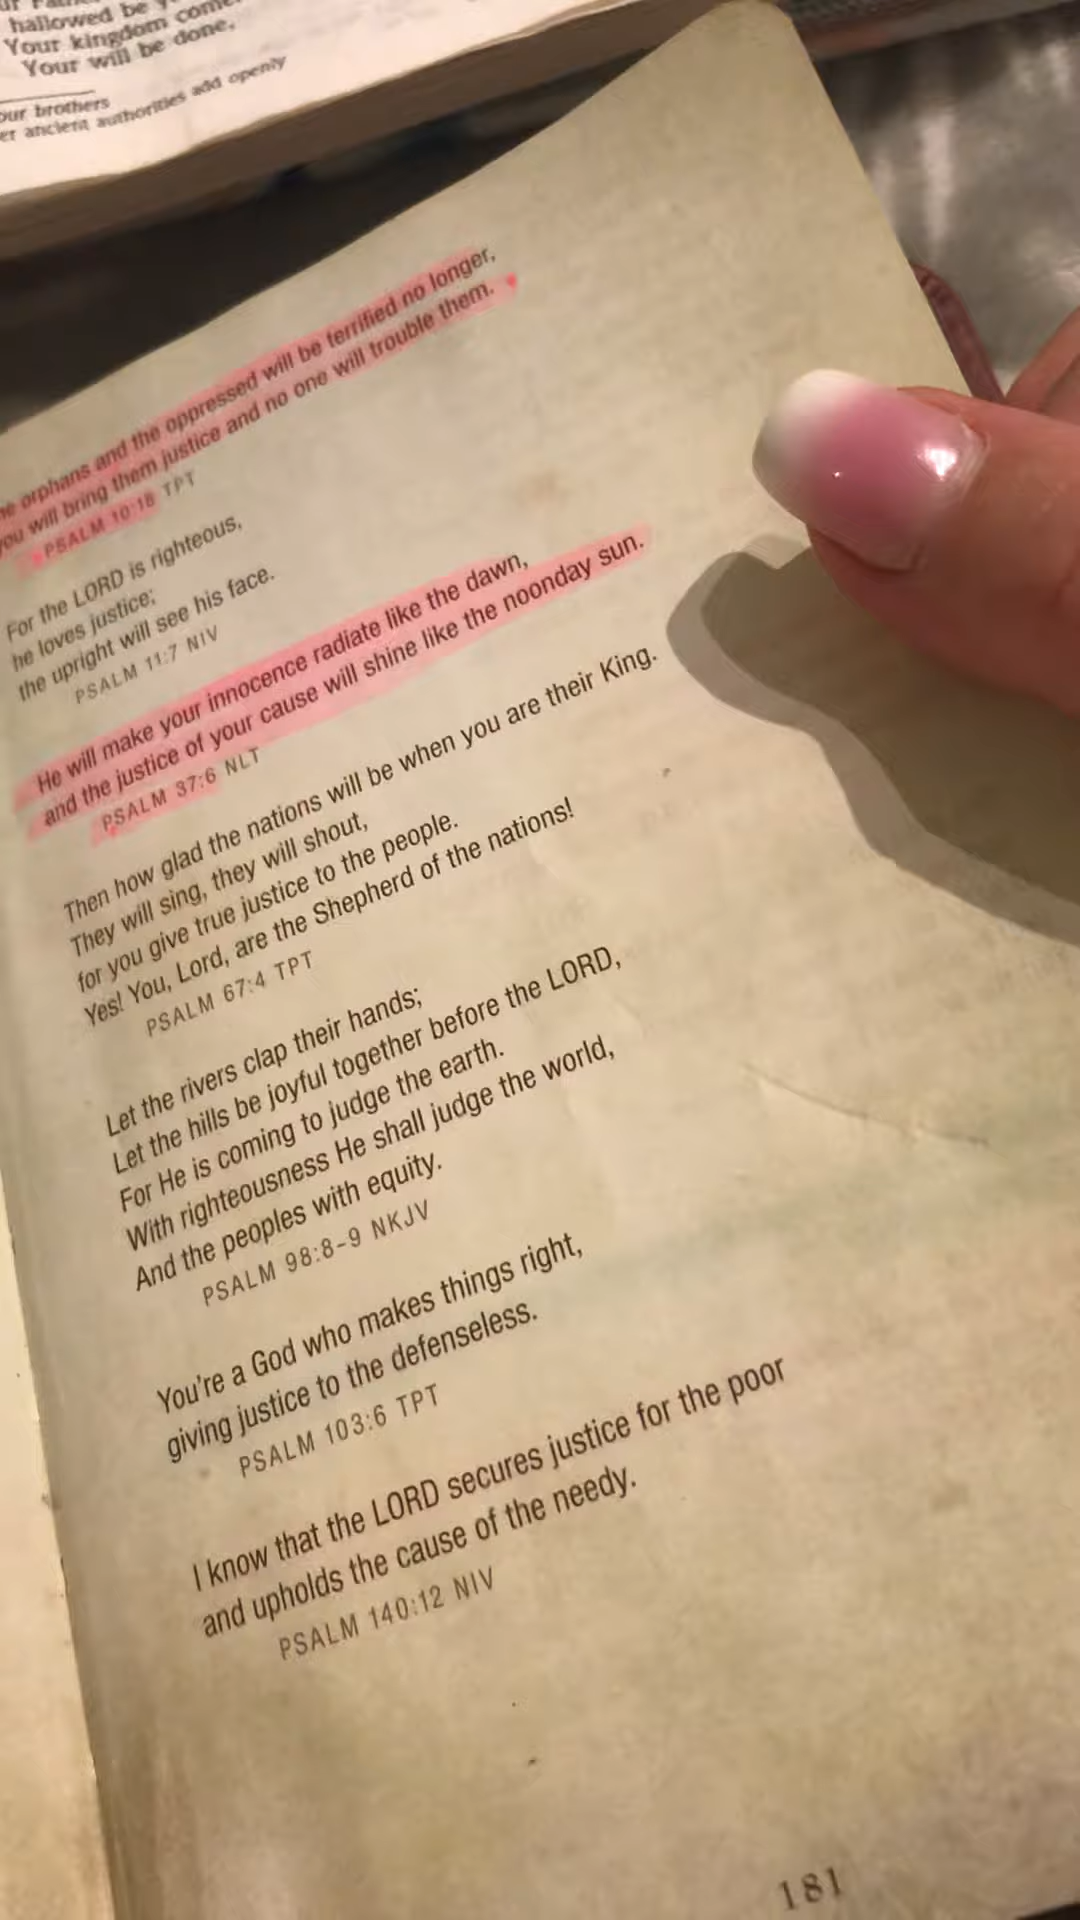 hallowed be
Your kingdom come.
Your will be done,
our brothers
er ancient authorities add openly
he orphans and the oppressed will be terrified no longer,
you will bring them justice and no one will trouble them.
PSALM 10:18 TPT
For the LORD is righteous,
he loves justice;
the upright will see his face.
PSALM 11:7 NIV
He will make your innocence radiate like the dawn,
and the justice of your cause will shine like the noonday sun.
PSALM 37:6 NLT
Then how glad the nations will be when you are their King.
They will sing, they will shout,
for you give true justice to the people.
Yes! You, Lord, are the Shepherd of the nations!
PSALM 67:4 TPT
Let the rivers clap their hands;
Let the hills be joyful together before the LORD,
For He is coming to judge the earth.
With righteousness He shall judge the world,
And the peoples with equity.
PSALM 98:8–9 NKJV
You're a God who makes things right,
giving justice to the defenseless.
PSALM 103:6 TPT
I know that the LORD secures justice for the poor
and upholds the cause of the needy.
PSALM 140:12 NIV
181